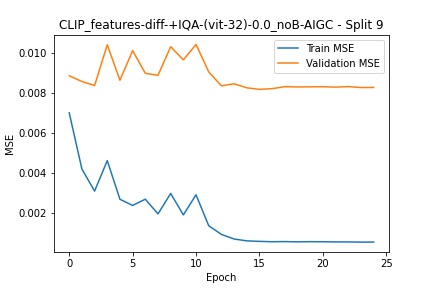 CLIP_features-diff-+IQA-(vit-32)-0.0_noB-AIGC - Split 9
Train MSE
Validation MSE
0.010
0.008
0.006
0.004
0.002
MSE
0 5 10 15 20 25
Epoch